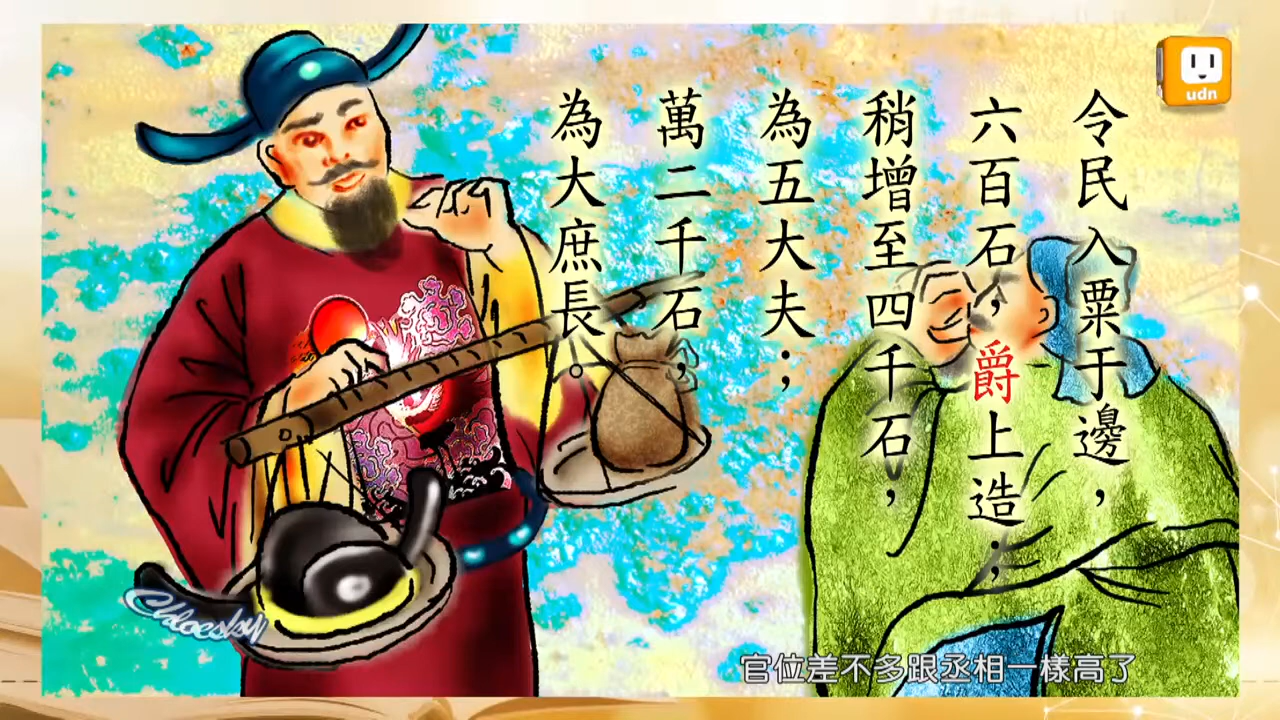 令民入粟于邊，
六百石，爵上造；
稍增至四千石，
為五大夫；
萬二千石，
為大庶長。
udn
Chloesky
官位差不多跟丞相一樣高了